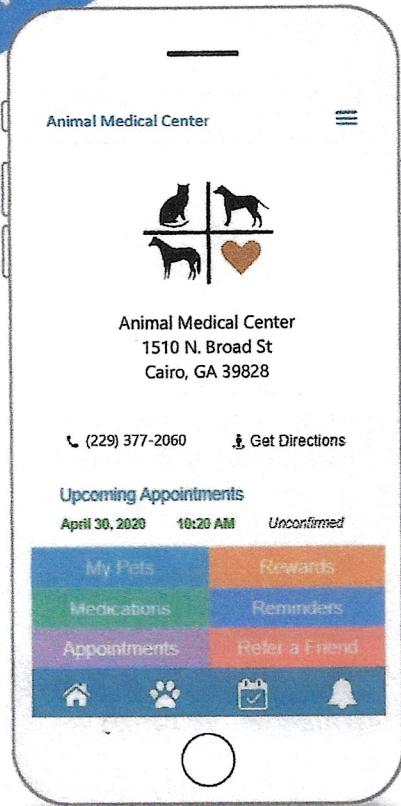 Animal Medical Center
Animal Medical Center
1510 N. Broad St
Cairo, GA 39828
(229) 377-2060 Get Directions
Upcoming Appointments
April 30, 2020 10:20 AM Unconfirmed
My Pets Rewards
Medications Reminders
Appointments Refer a Friend